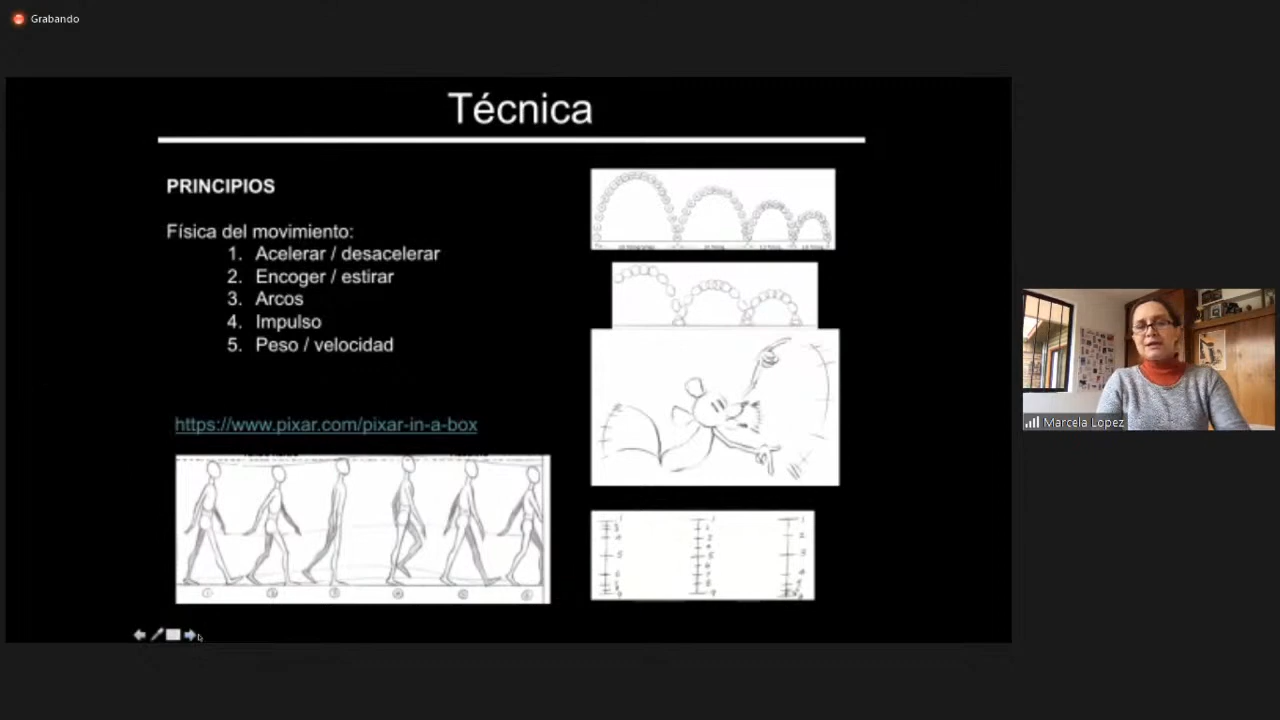 Grabando
Técnica
PRINCIPIOS
Física del movimiento:
1. Acelerar / desacelerar
2. Encoger / estirar
3. Arcos
4. Impulso
5. Peso / velocidad
https://www.pixar.com/pixar-in-a-box
Marcela Lopez